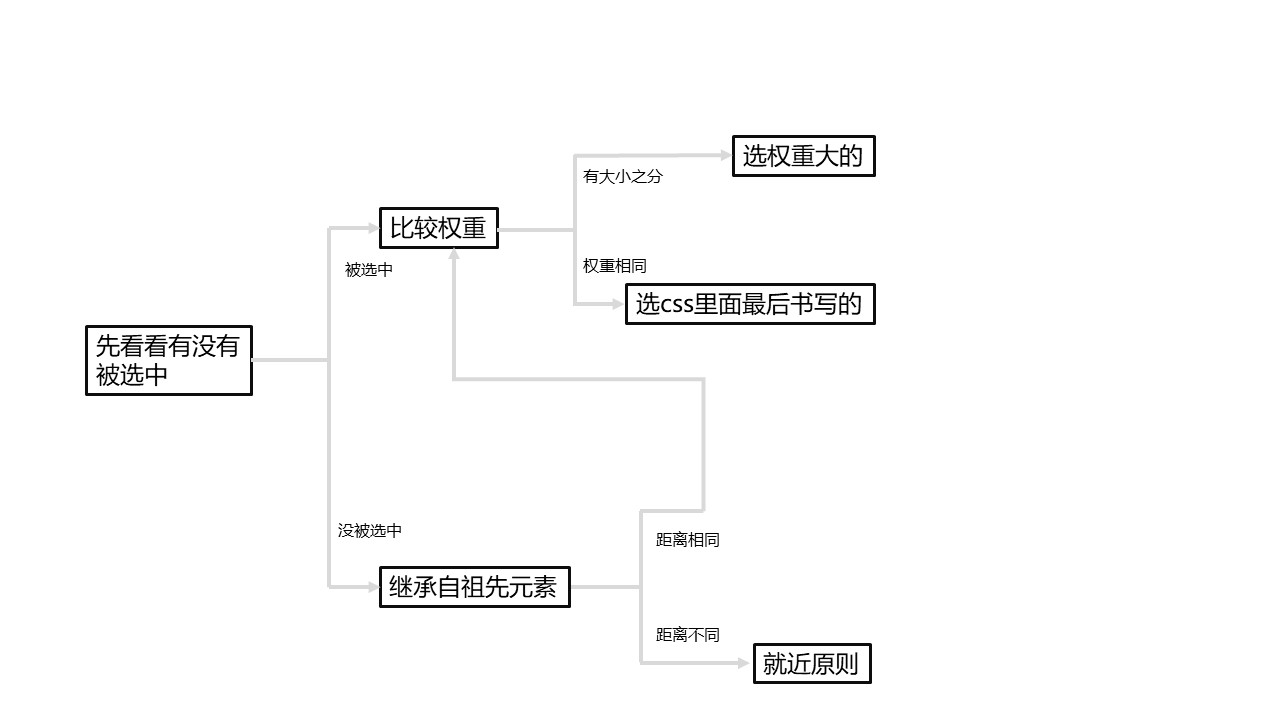 选权重大的
有大小之分
比较权重
权重相同
被选中
选css里面最后书写的
先看看有没有
被选中
没被选中
距离相同
继承自祖先元素
距离不同
就近原则